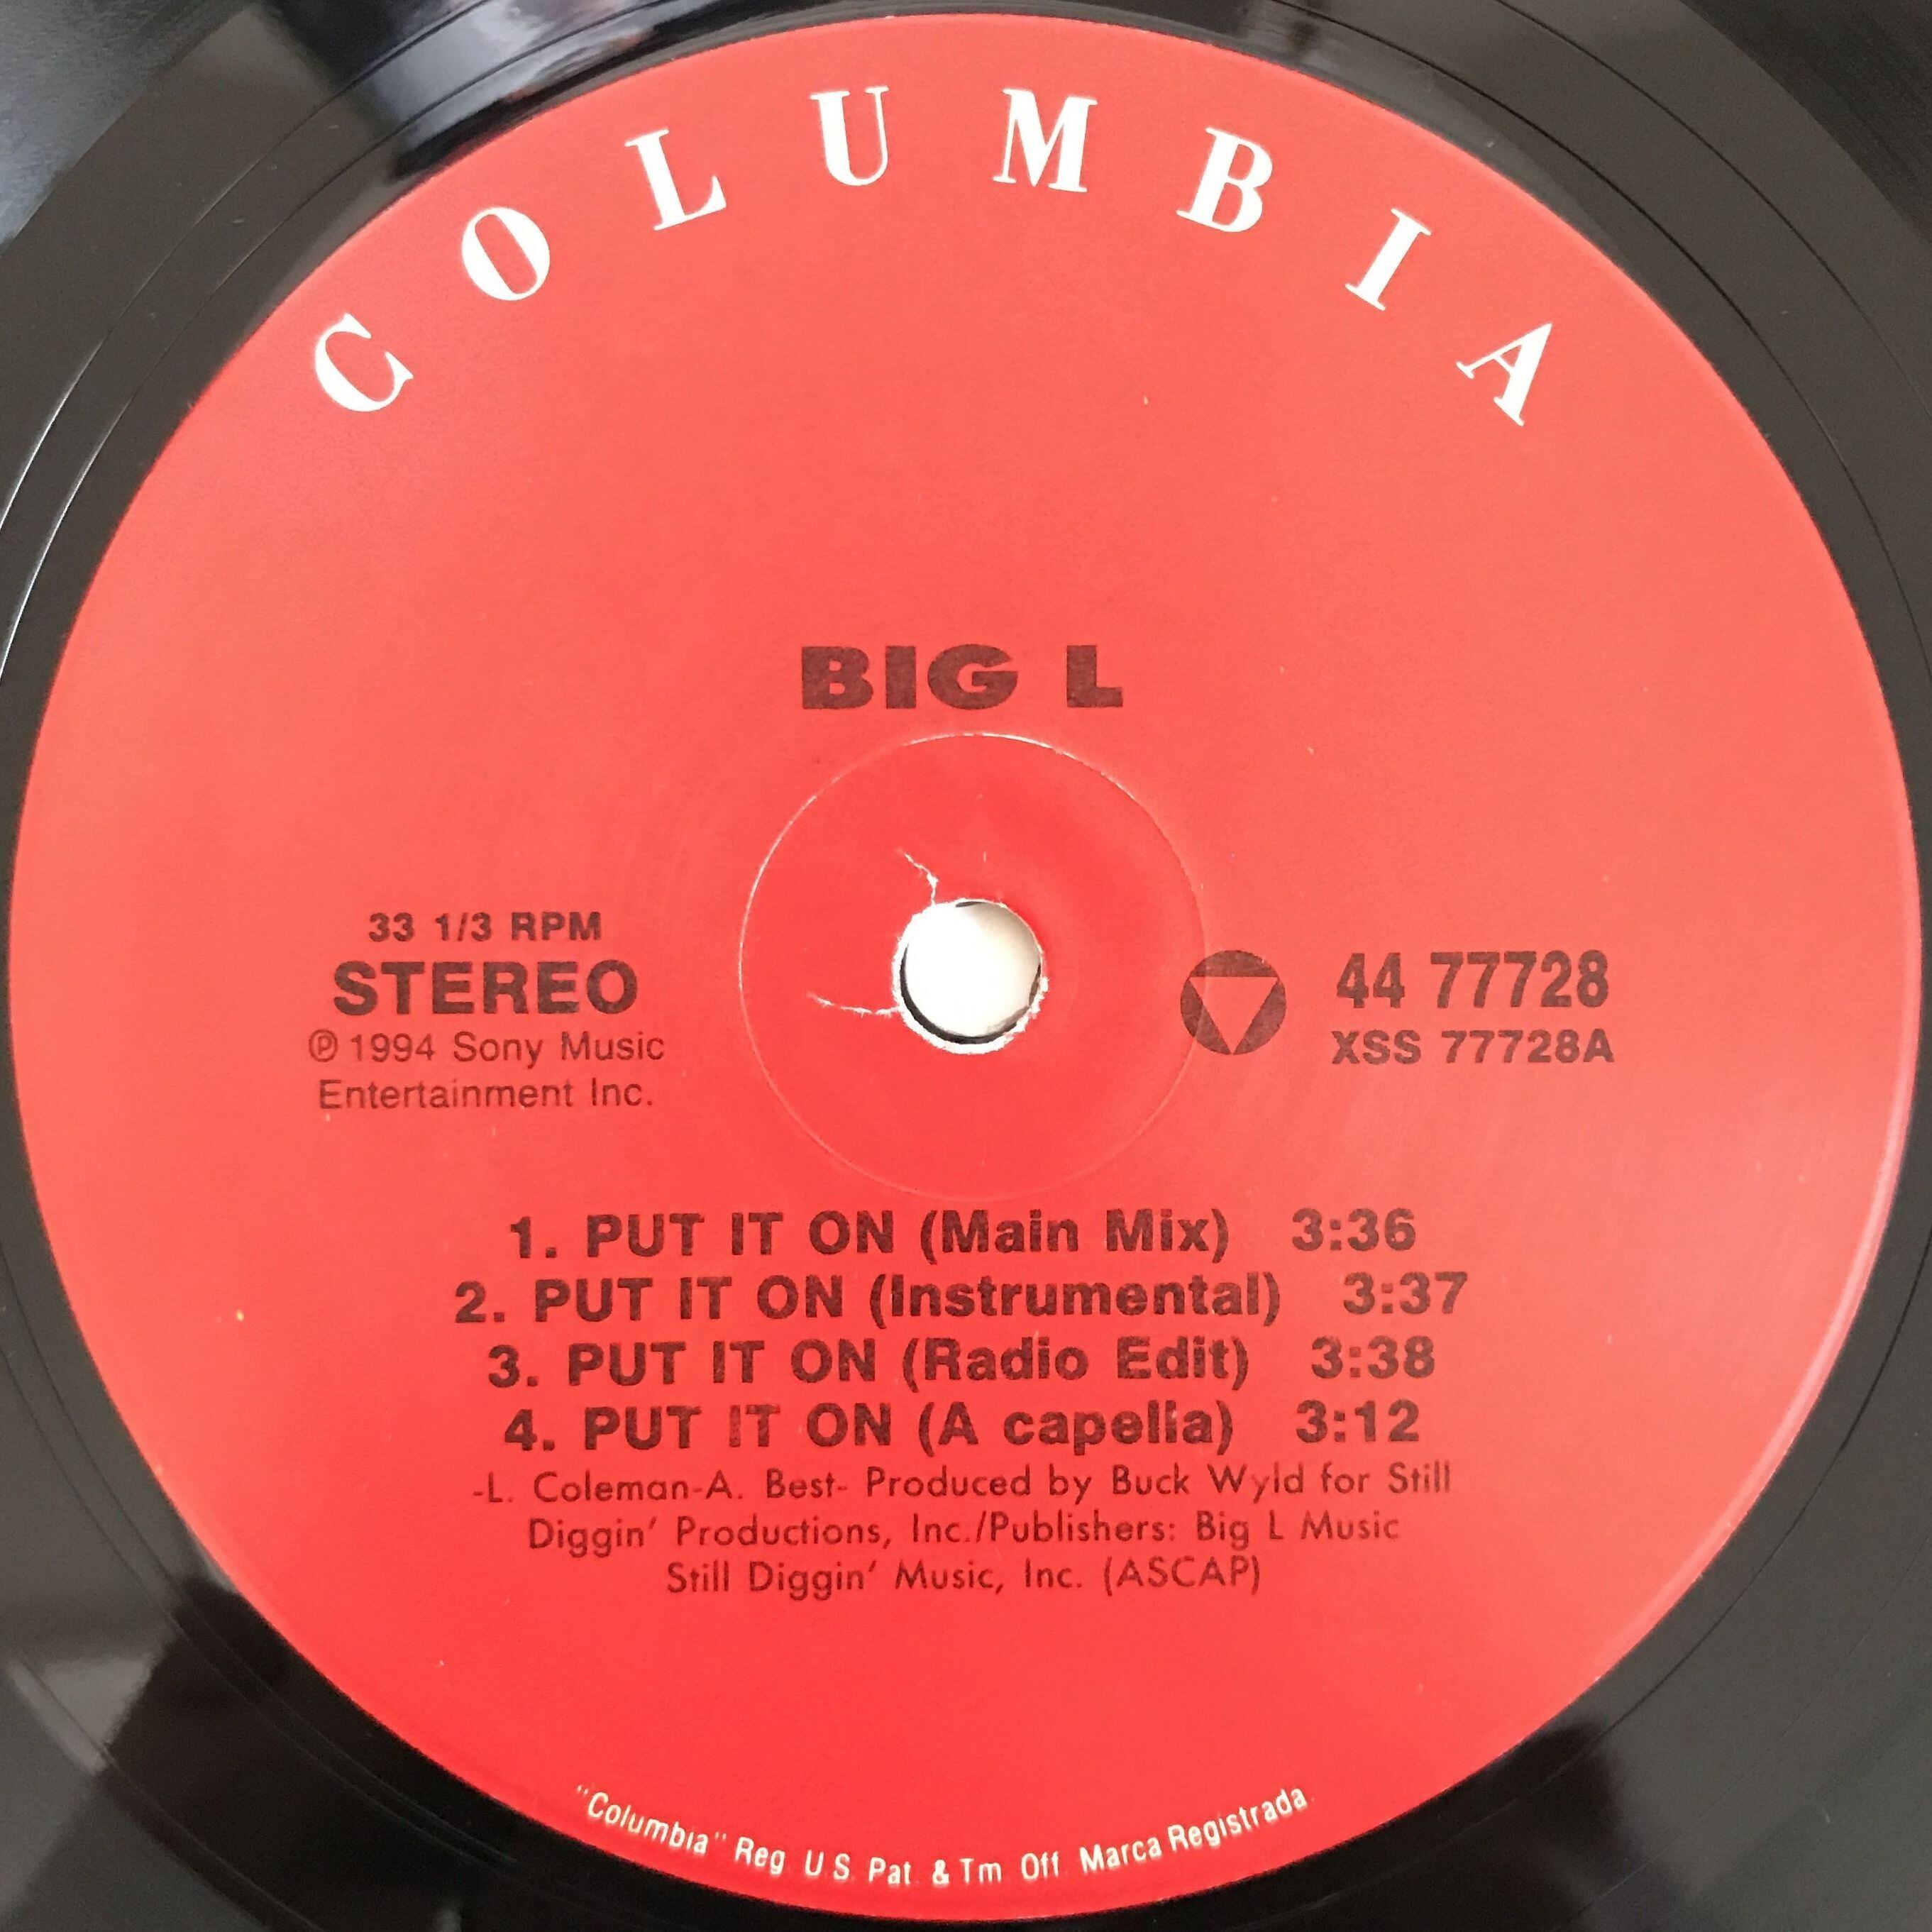 COLUMBIA
BIG L
33 1/3 RPM
STEREO
℗ 1994 Sony Music
Entertainment Inc.
44 77728
XSS 77728A
1. PUT IT ON (Main Mix) 3:36
2. PUT IT ON (Instrumental) 3:37
3. PUT IT ON (Radio Edit) 3:38
4. PUT IT ON (A capella) 3:12
-L. Coleman-A. Best- Produced by Buck Wyld for Still
Diggin' Productions, Inc./Publishers: Big L Music
Still Diggin' Music, Inc. (ASCAP)
"Columbia" Reg. U.S. Pat. & Tm. Off. Marca Registrada.